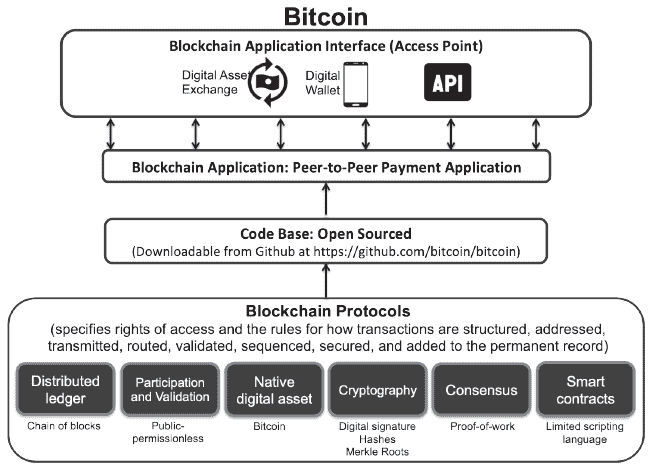 Bitcoin
Blockchain Application Interface (Access Point)
Digital Asset
Exchange
Digital
Wallet
API
Blockchain Application: Peer-to-Peer Payment Application
Code Base: Open Sourced
(Downloadable from Github at https://github.com/bitcoin/bitcoin)
Blockchain Protocols
(specifies rights of access and the rules for how transactions are structured, addressed,
transmitted, routed, validated, sequenced, secured, and added to the permanent record)
Distributed
ledger
Chain of blocks
Participation
and Validation
Public-
permissionless
Native
digital asset
Bitcoin
Cryptography
Digital signature
Hashes
Merkle Roots
Consensus
Proof-of-work
Smart
contracts
Limited scripting
language